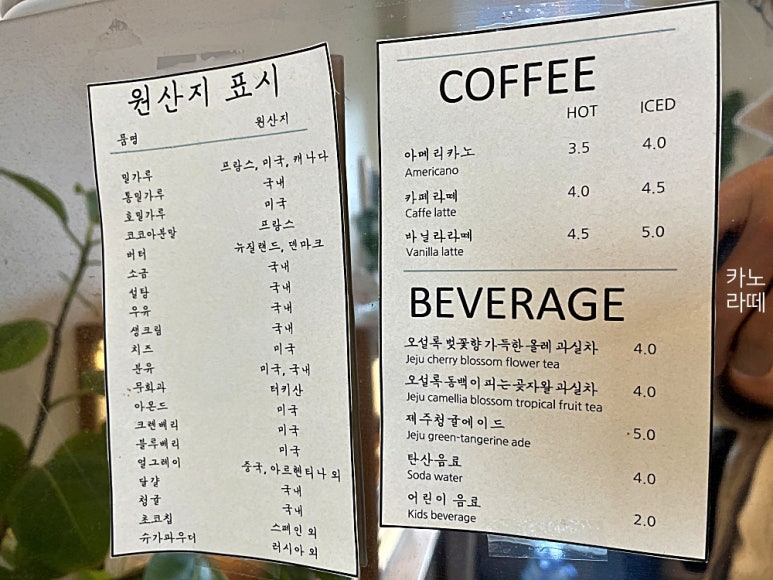 원산지 표시
품명 원산지
밀가루 프랑스, 미국, 캐나다
통밀가루 국내
호밀가루 미국
코코아분말 프랑스
버터 뉴질랜드, 덴마크
소금 국내
설탕 국내
우유 국내
생크림 국내
치즈 미국
분유 미국, 국내
무화과 터키산
아몬드 미국
크렌베리 미국
블루베리 미국
얼그레이 중국, 아르헨티나 외
달걀 국내
청귤 국내
초코칩 스페인 외
슈가파우더 러시아 외
COFFEE
HOT ICED
아메리카노 3.5 4.0
Americano
카페라떼 4.0 4.5
Caffe latte
바닐라라떼 4.5 5.0
Vanilla latte
BEVERAGE
오설록 벚꽃향 가득한 올레 과실차 4.0
Jeju cherry blossom flower tea
오설록 동백이 피는 곶자왈 과실차 4.0
Jeju camellia blossom tropical fruit tea
제주청귤에이드 5.0
Jeju green-tangerine ade
탄산음료 4.0
Soda water
어린이 음료 2.0
Kids beverage
카노
라떼